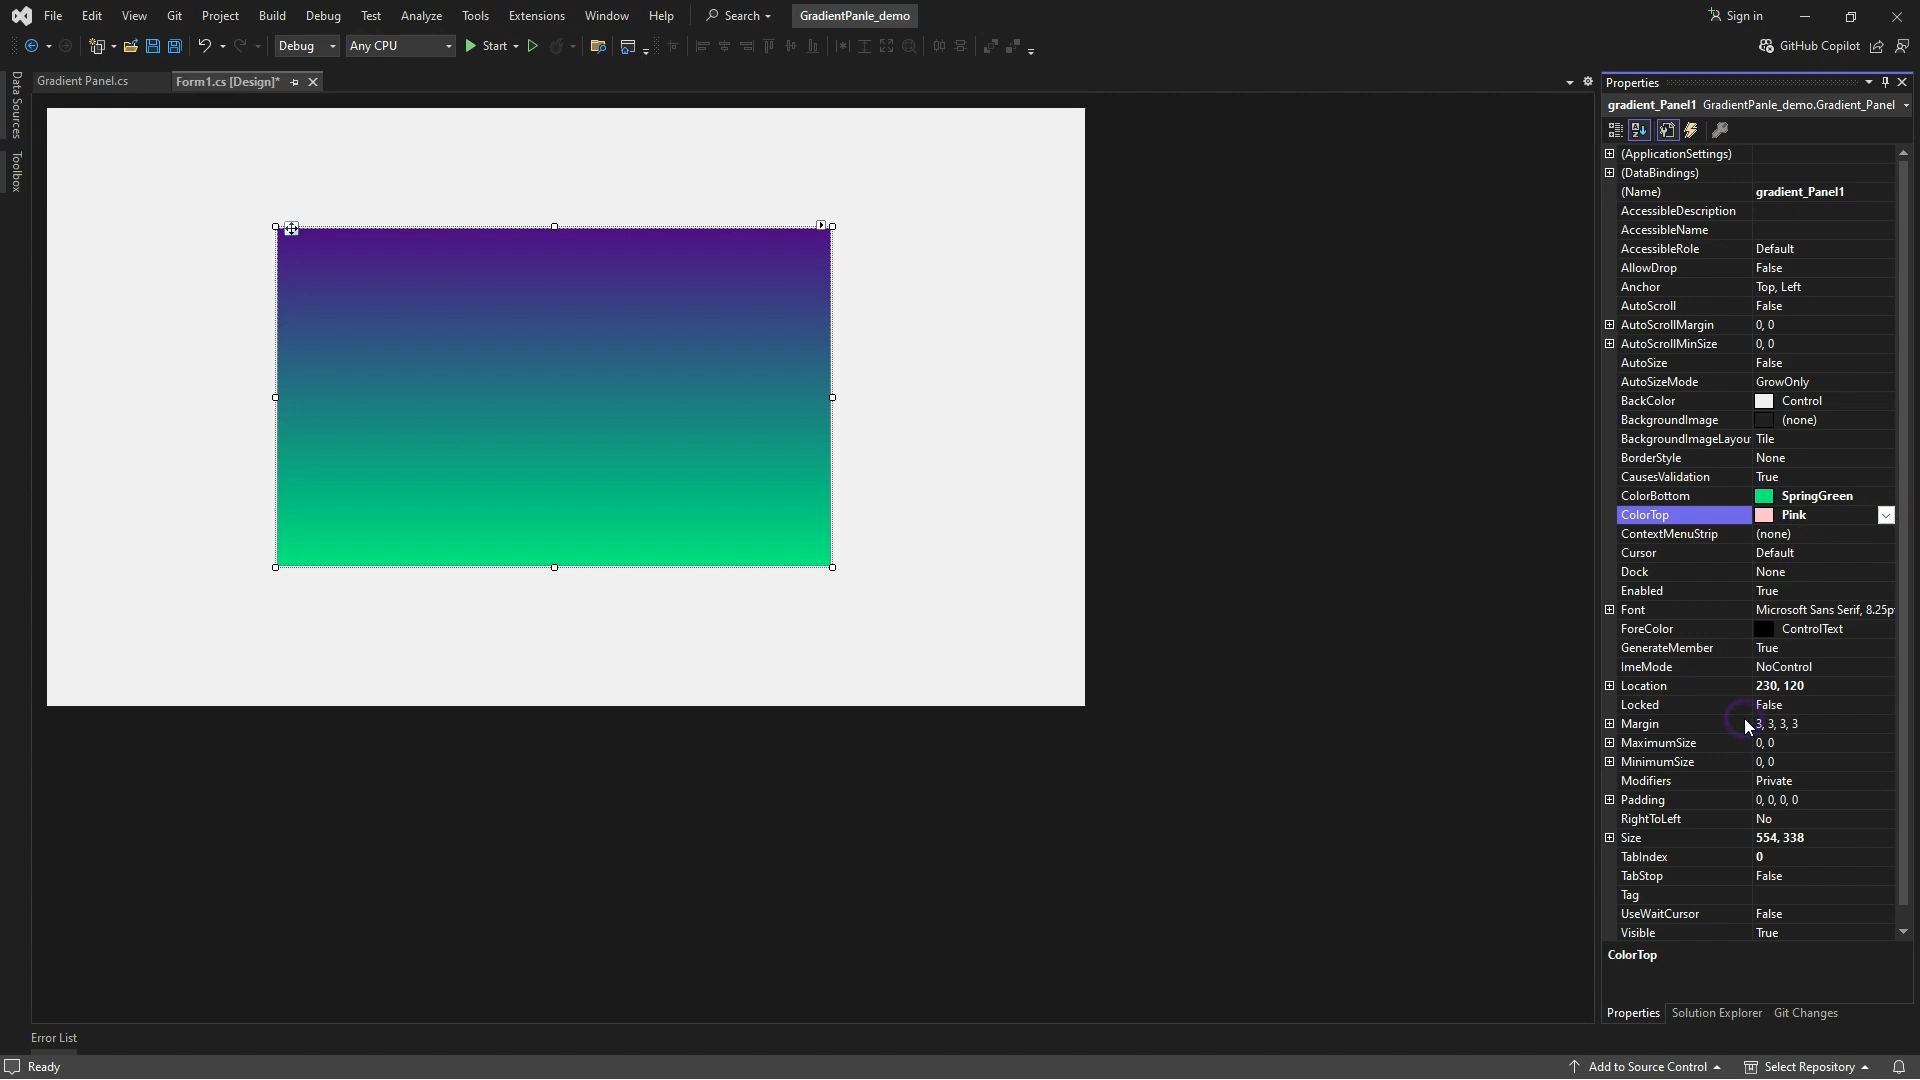 File Edit View Git Project Build Debug Test Analyze Tools Extensions Window Help Search GradientPanle_demo Sign in
Debug Any CPU Start GitHub Copilot
Gradient Panel.cs Form1.cs [Design]*
Data Sources
Toolbox
Properties
gradient_Panel1 GradientPanle_demo.Gradient_Panel
(ApplicationSettings)
(DataBindings)
(Name) gradient_Panel1
AccessibleDescription
AccessibleName
AccessibleRole Default
AllowDrop False
Anchor Top, Left
AutoScroll False
AutoScrollMargin 0, 0
AutoScrollMinSize 0, 0
AutoSize False
AutoSizeMode GrowOnly
BackColor Control
BackgroundImage (none)
BackgroundImageLayou Tile
BorderStyle None
CausesValidation True
ColorBottom SpringGreen
ColorTop Pink
ContextMenuStrip (none)
Cursor Default
Dock None
Enabled True
Font Microsoft Sans Serif, 8.25p
ForeColor ControlText
GenerateMember True
ImeMode NoControl
Location 230, 120
Locked False
Margin 3, 3, 3, 3
MaximumSize 0, 0
MinimumSize 0, 0
Modifiers Private
Padding 0, 0, 0, 0
RightToLeft No
Size 554, 338
TabIndex 0
TabStop False
Tag
UseWaitCursor False
Visible True
ColorTop
Properties Solution Explorer Git Changes
Error List
Ready Add to Source Control Select Repository